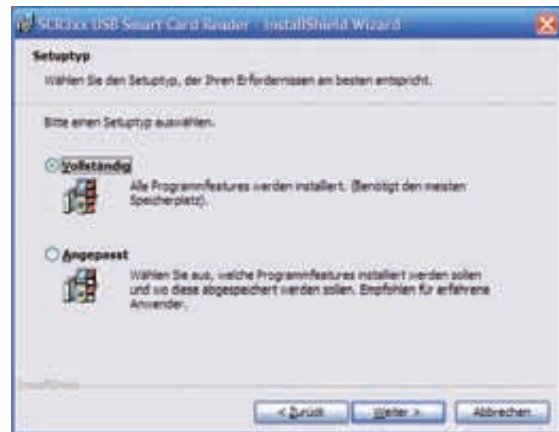 SCR3xx USB Smart Card Reader - InstallShield Wizard
Setuptyp
Wählen Sie den Setuptyp, der Ihren Erfordernissen am besten entspricht.
Bitte einen Setuptyp auswählen.
Vollständig
Alle Programmfeatures werden installiert. (Benötigt den meisten
Speicherplatz).
Angepasst
Wählen Sie aus, welche Programmfeatures installiert werden sollen
und wo diese abgespeichert werden sollen. Empfohlen für erfahrene
Anwender.
InstallShield
< Zurück
Weiter >
Abbrechen